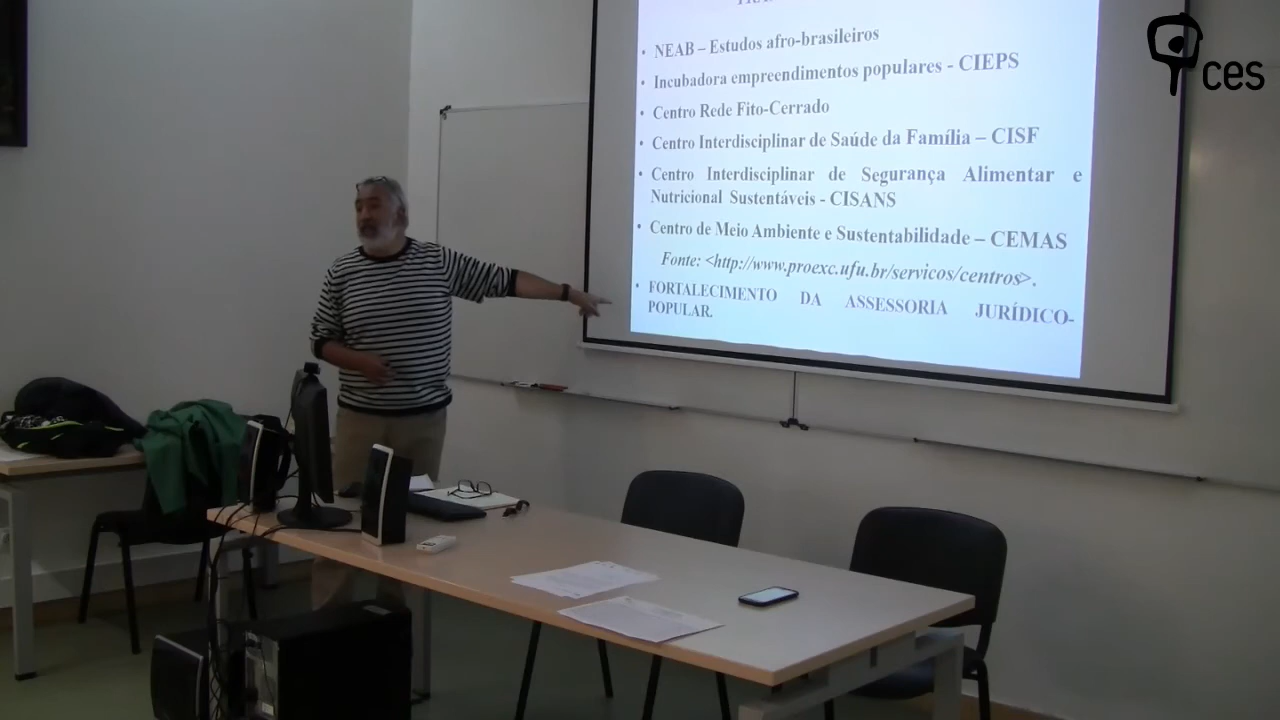 NEAB – Estudos afro-brasileiros
Incubadora empreendimentos populares - CIEPS
Centro Rede Fito-Cerrado
Centro Interdisciplinar de Saúde da Família – CISF
Centro Interdisciplinar de Segurança Alimentar e
Nutricional Sustentáveis - CISANS
Centro de Meio Ambiente e Sustentabilidade – CEMAS
Fonte: <http://www.proexc.ufu.br/servicos/centros>.
FORTALECIMENTO DA ASSESSORIA JURÍDICO-
POPULAR.
ces